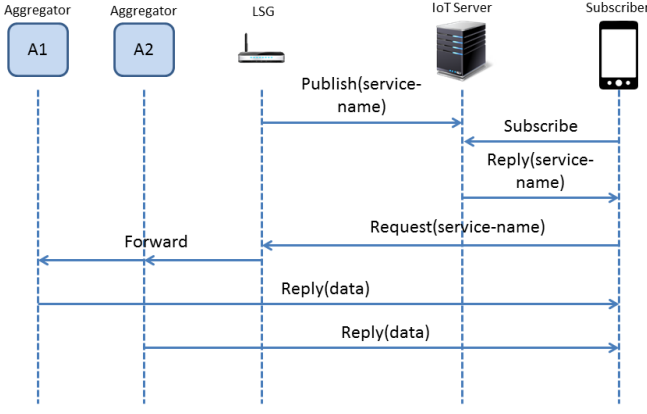 Aggregator
Aggregator
LSG
IoT Server
Subscriber
A1
A2
Publish(service-
name)
Subscribe
Reply(service-
name)
Request(service-name)
Forward
Reply(data)
Reply(data)